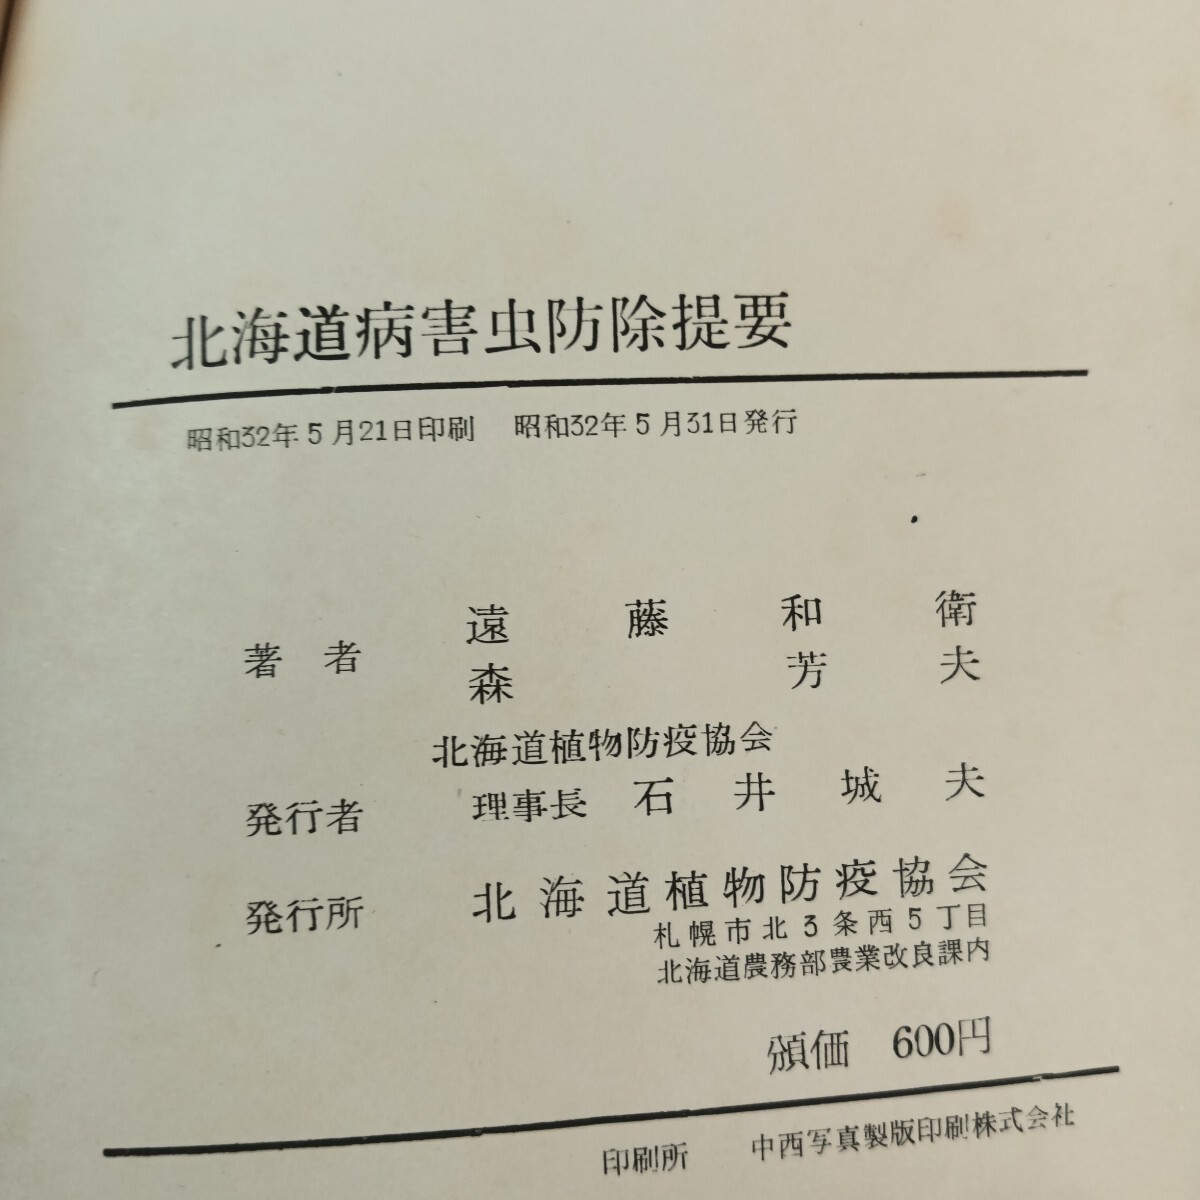 北海道病害虫防除提要
昭和32年5月21日印刷 昭和32年5月31日発行
著者 遠藤和衛
森芳夫
北海道植物防疫協会
発行者 理事長 石井城夫
発行所 北海道植物防疫協会
札幌市北3条西5丁目
北海道農務部農業改良課内
頒価 600円
印刷所 中西写真製版印刷株式会社